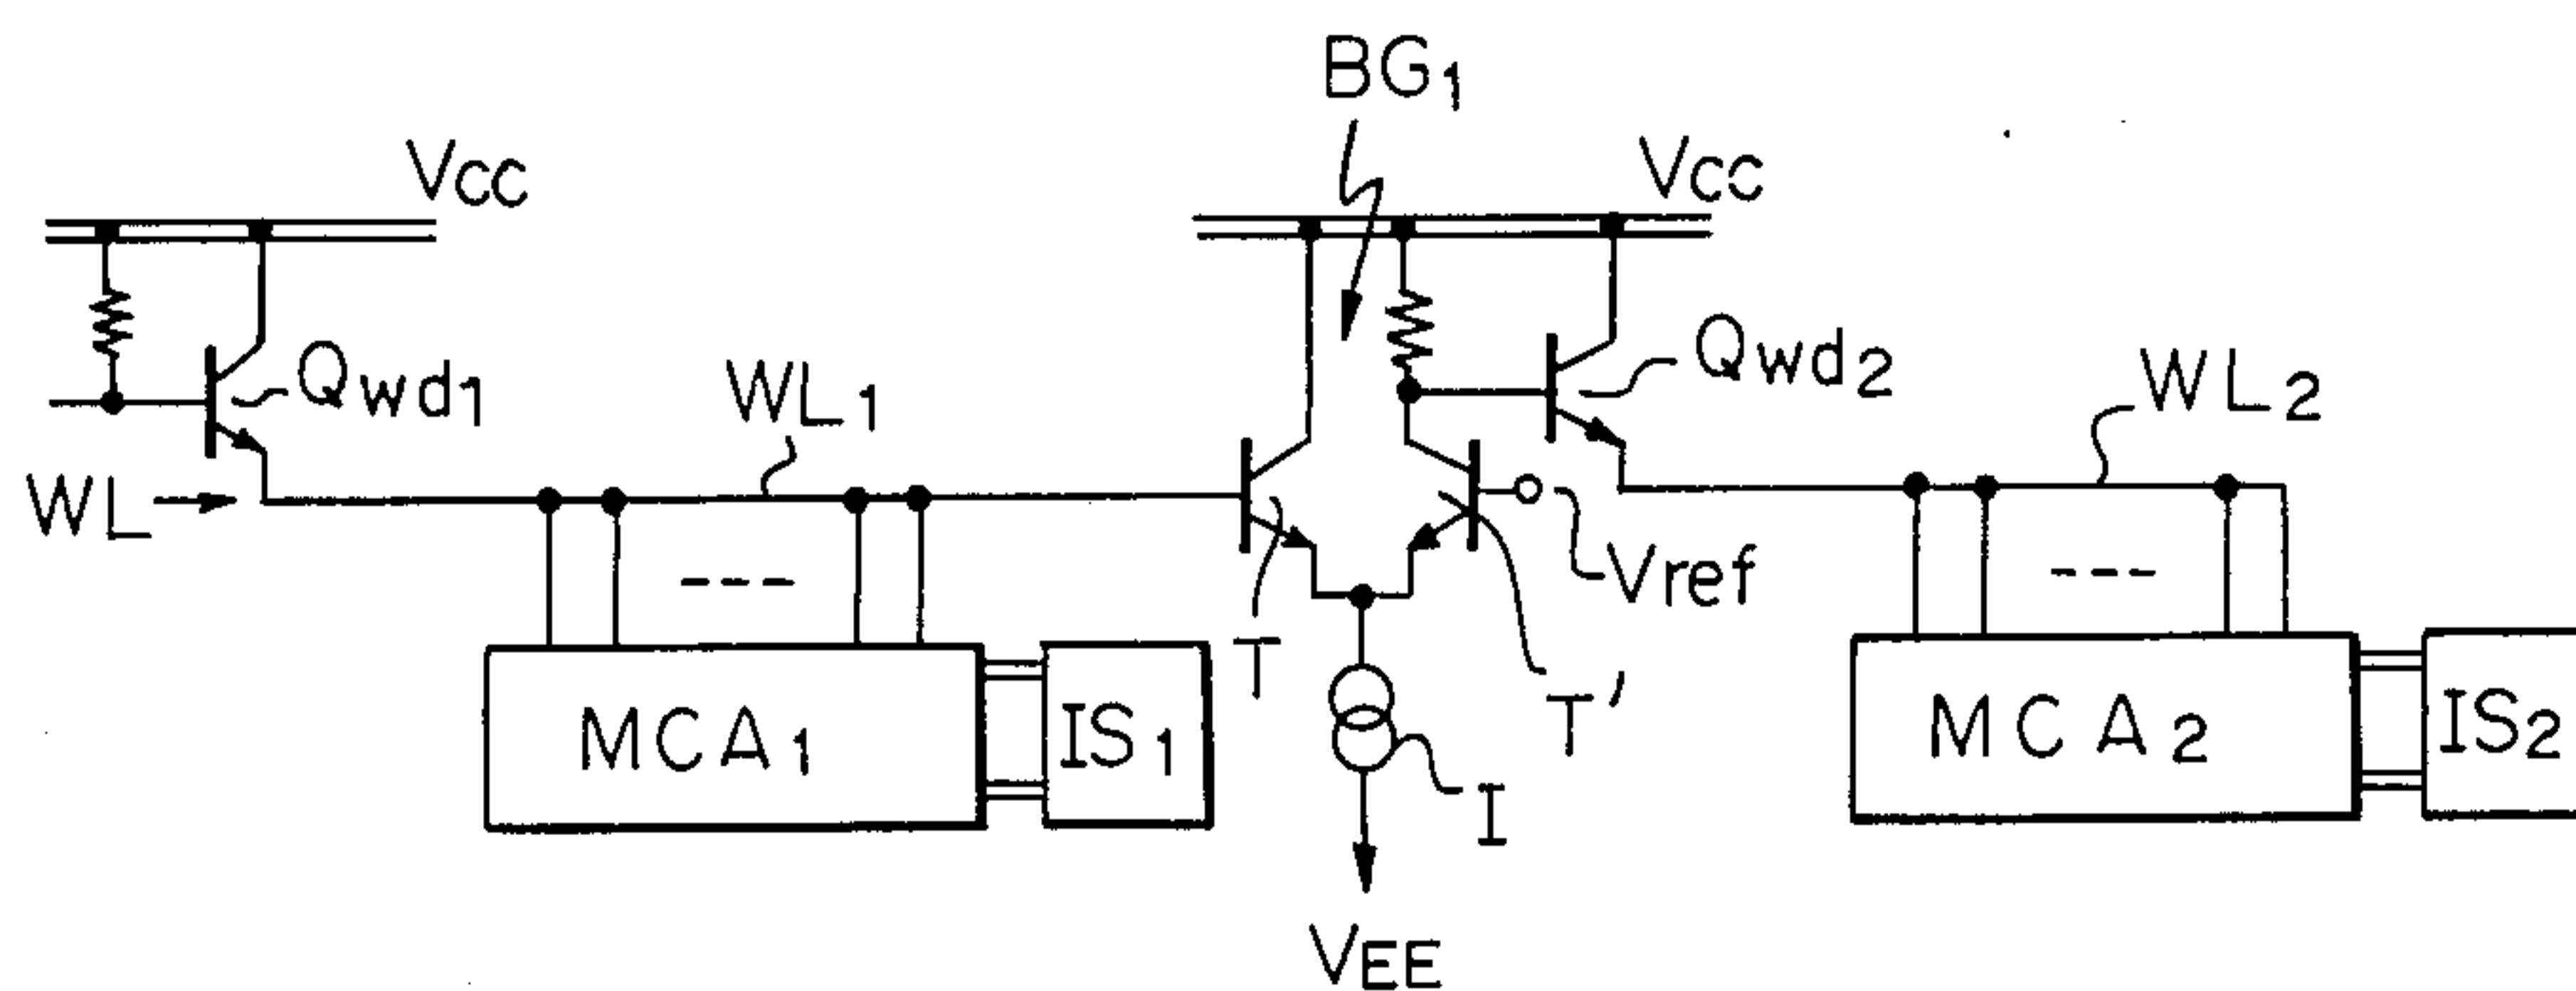 BG1
Vcc
Vcc
Qwd1
Qwd2
WL1
WL2
WL
Vref
T
T'
MCA1
IS1
MCA2
IS2
I
VEE